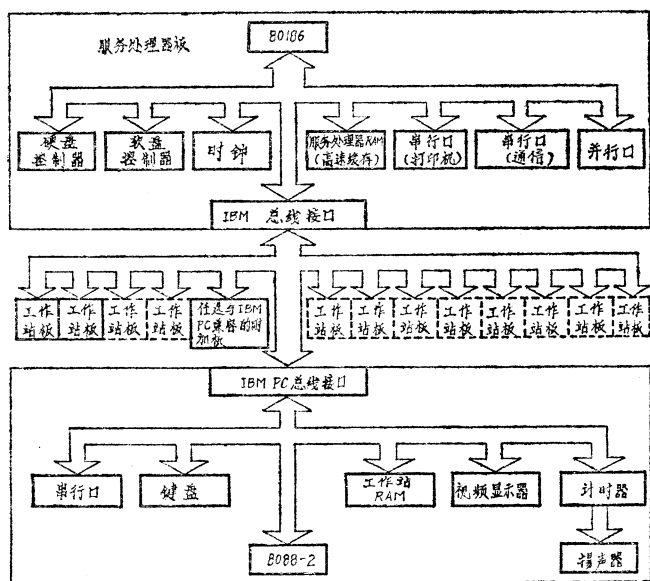 80186
服务处理器板
硬盘
控制器
软盘
控制器
时钟
服务处理器RAM
(高速缓存)
串行口
(打印机)
串行口
(通信)
并行口
IBM 总线接口
工作
站板
工作
站板
工作
站板
工作
站板
任选与IBM
PC兼容的附
加板
工作
站板
工作
站板
工作
站板
工作
站板
工作
站板
工作
站板
工作
站板
工作
站板
IBM PC总线接口
串行口
键盘
工作站
RAM
视频显示器
计时器
8088-2
扬声器